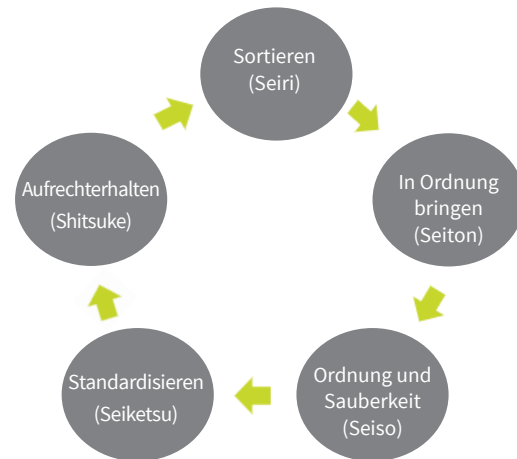 Sortieren
(Seiri)
In Ordnung
bringen
(Seiton)
Ordnung und
Sauberkeit
(Seiso)
Standardisieren
(Seiketsu)
Aufrechterhalten
(Shitsuke)